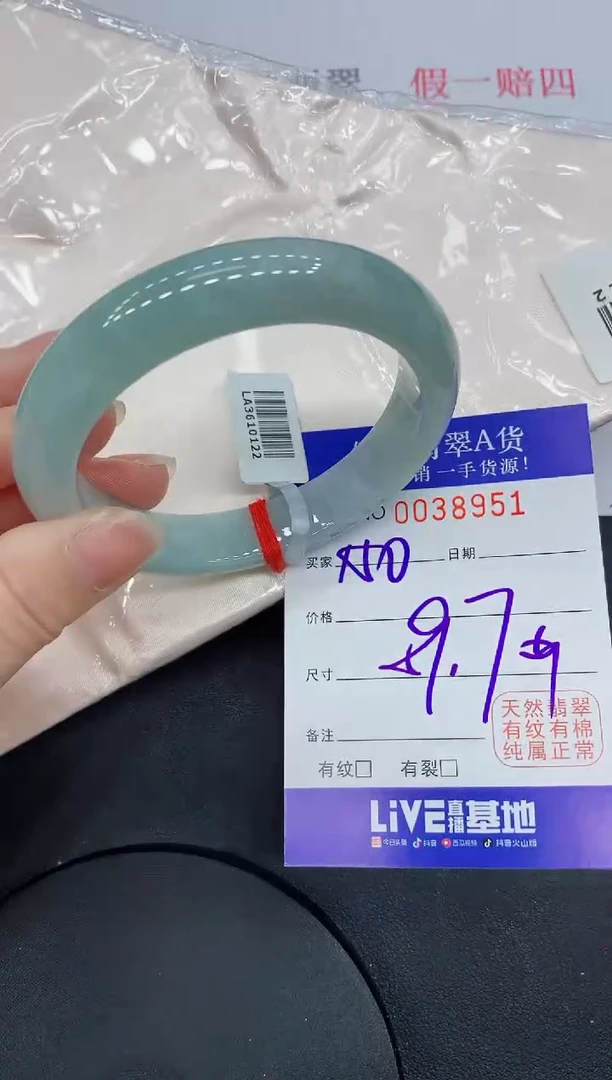 翠 假一赔四
LA3610122
翡翠A货
销一手货源!
NO 0038951
买家 日期
价格
9.7
尺寸
天然翡翠
有纹有棉
纯属正常
备注
有纹□ 有裂□
LiVE直播基地
今日头条 抖音 西瓜视频 抖音火山版